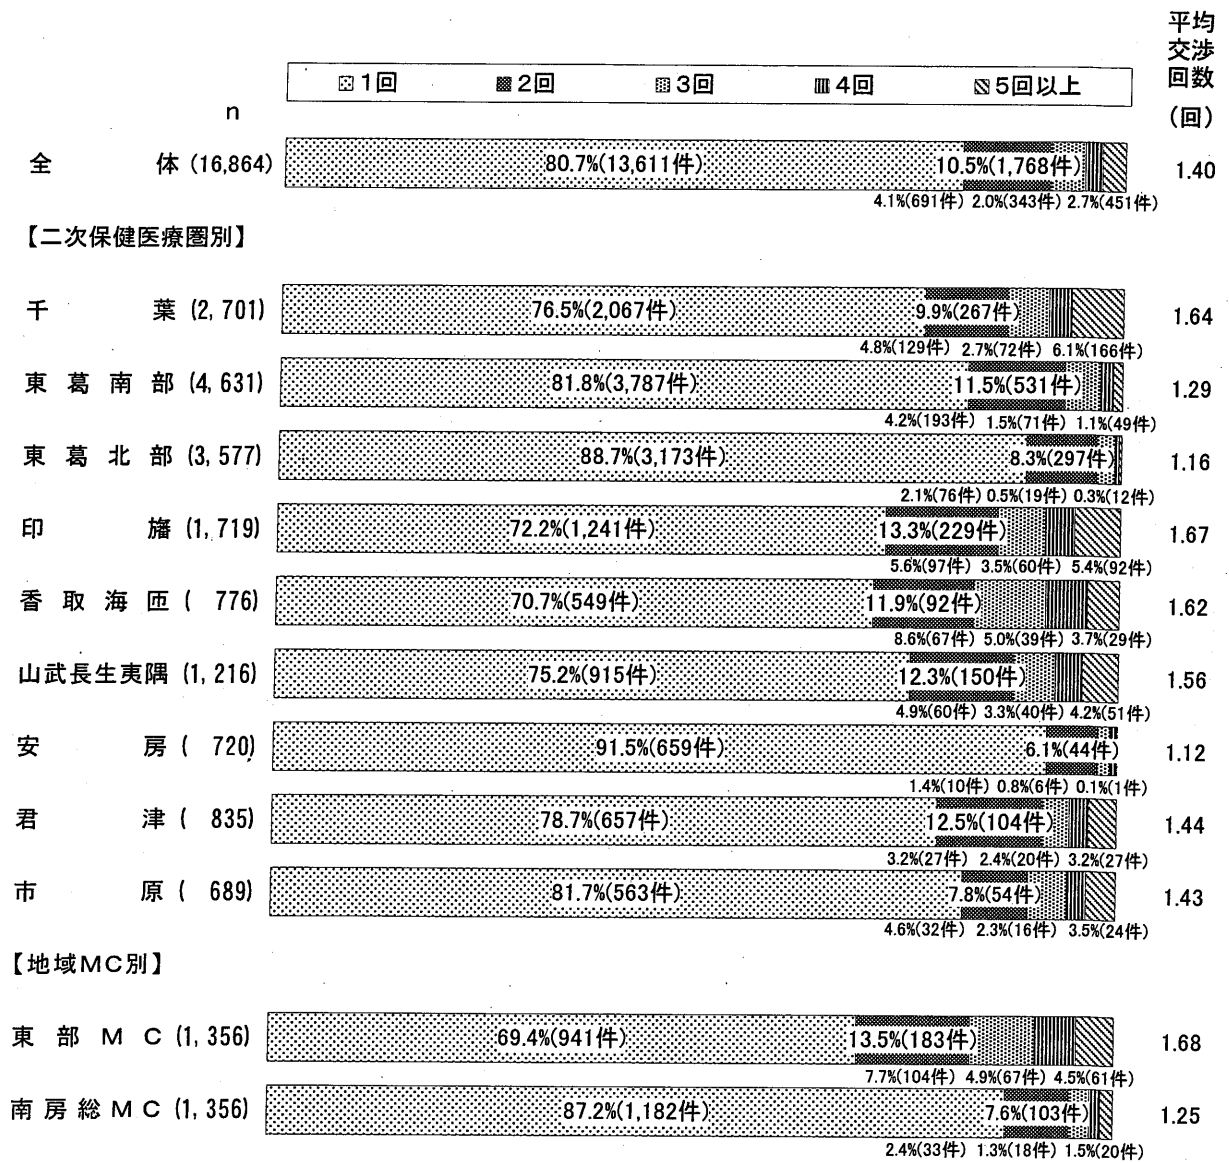 平均
交渉
回数
(回)
1回 2回 3回 4回 5回以上
n
全体 (16,864) 80.7%(13,611件) 10.5%(1,768件) 1.40
4.1%(691件) 2.0%(343件) 2.7%(451件)
【二次保健医療圏別】
千葉 (2,701) 76.5%(2,067件) 9.9%(267件) 1.64
4.8%(129件) 2.7%(72件) 6.1%(166件)
東葛南部 (4,631) 81.8%(3,787件) 11.5%(531件) 1.29
4.2%(193件) 1.5%(71件) 1.1%(49件)
東葛北部 (3,577) 88.7%(3,173件) 8.3%(297件) 1.16
2.1%(76件) 0.5%(19件) 0.3%(12件)
印旛 (1,719) 72.2%(1,241件) 13.3%(229件) 1.67
5.6%(97件) 3.5%(60件) 5.4%(92件)
香取海匝 ( 776) 70.7%(549件) 11.9%(92件) 1.62
8.6%(67件) 5.0%(39件) 3.7%(29件)
山武長生夷隅 (1,216) 75.2%(915件) 12.3%(150件) 1.56
4.9%(60件) 3.3%(40件) 4.2%(51件)
安房 ( 720) 91.5%(659件) 6.1%(44件) 1.12
1.4%(10件) 0.8%(6件) 0.1%(1件)
君津 ( 835) 78.7%(657件) 12.5%(104件) 1.44
3.2%(27件) 2.4%(20件) 3.2%(27件)
市原 ( 689) 81.7%(563件) 7.8%(54件) 1.43
4.6%(32件) 2.3%(16件) 3.5%(24件)
【地域MC別】
東部MC (1,356) 69.4%(941件) 13.5%(183件) 1.68
7.7%(104件) 4.9%(67件) 4.5%(61件)
南房総MC (1,356) 87.2%(1,182件) 7.6%(103件) 1.25
2.4%(33件) 1.3%(18件) 1.5%(20件)